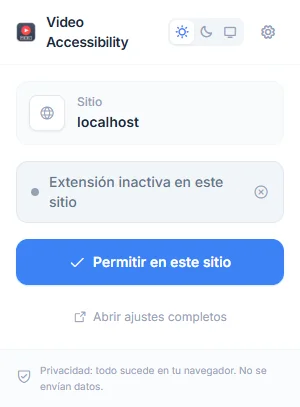 Video
Accessibility
Sitio
localhost
Extensión inactiva en este
sitio
Permitir en este sitio
Abrir ajustes completos
Privacidad: todo sucede en tu navegador. No se
envían datos.